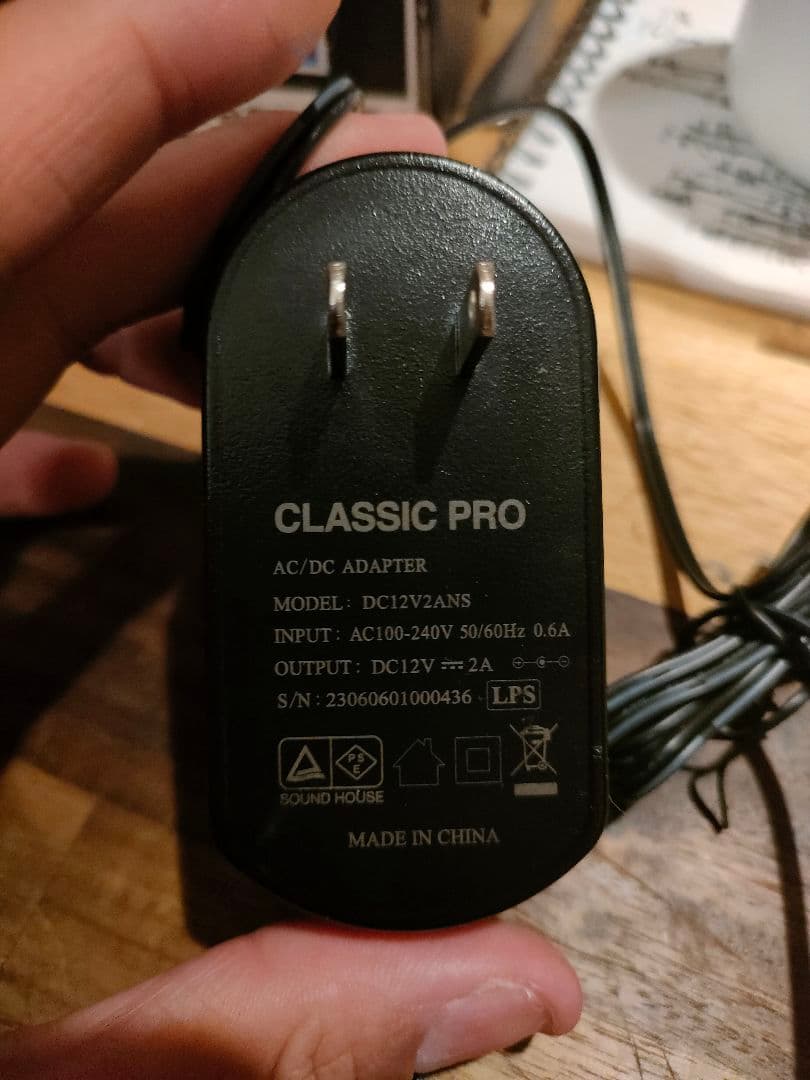 CLASSIC PRO
AC/DC ADAPTER
MODEL: DC12V2ANS
INPUT: AC100-240V 50/60Hz 0.6A
OUTPUT: DC12V ⎓ 2A
S/N: 23060601000436 LPS
PS
E
SOUND HOUSE
MADE IN CHINA